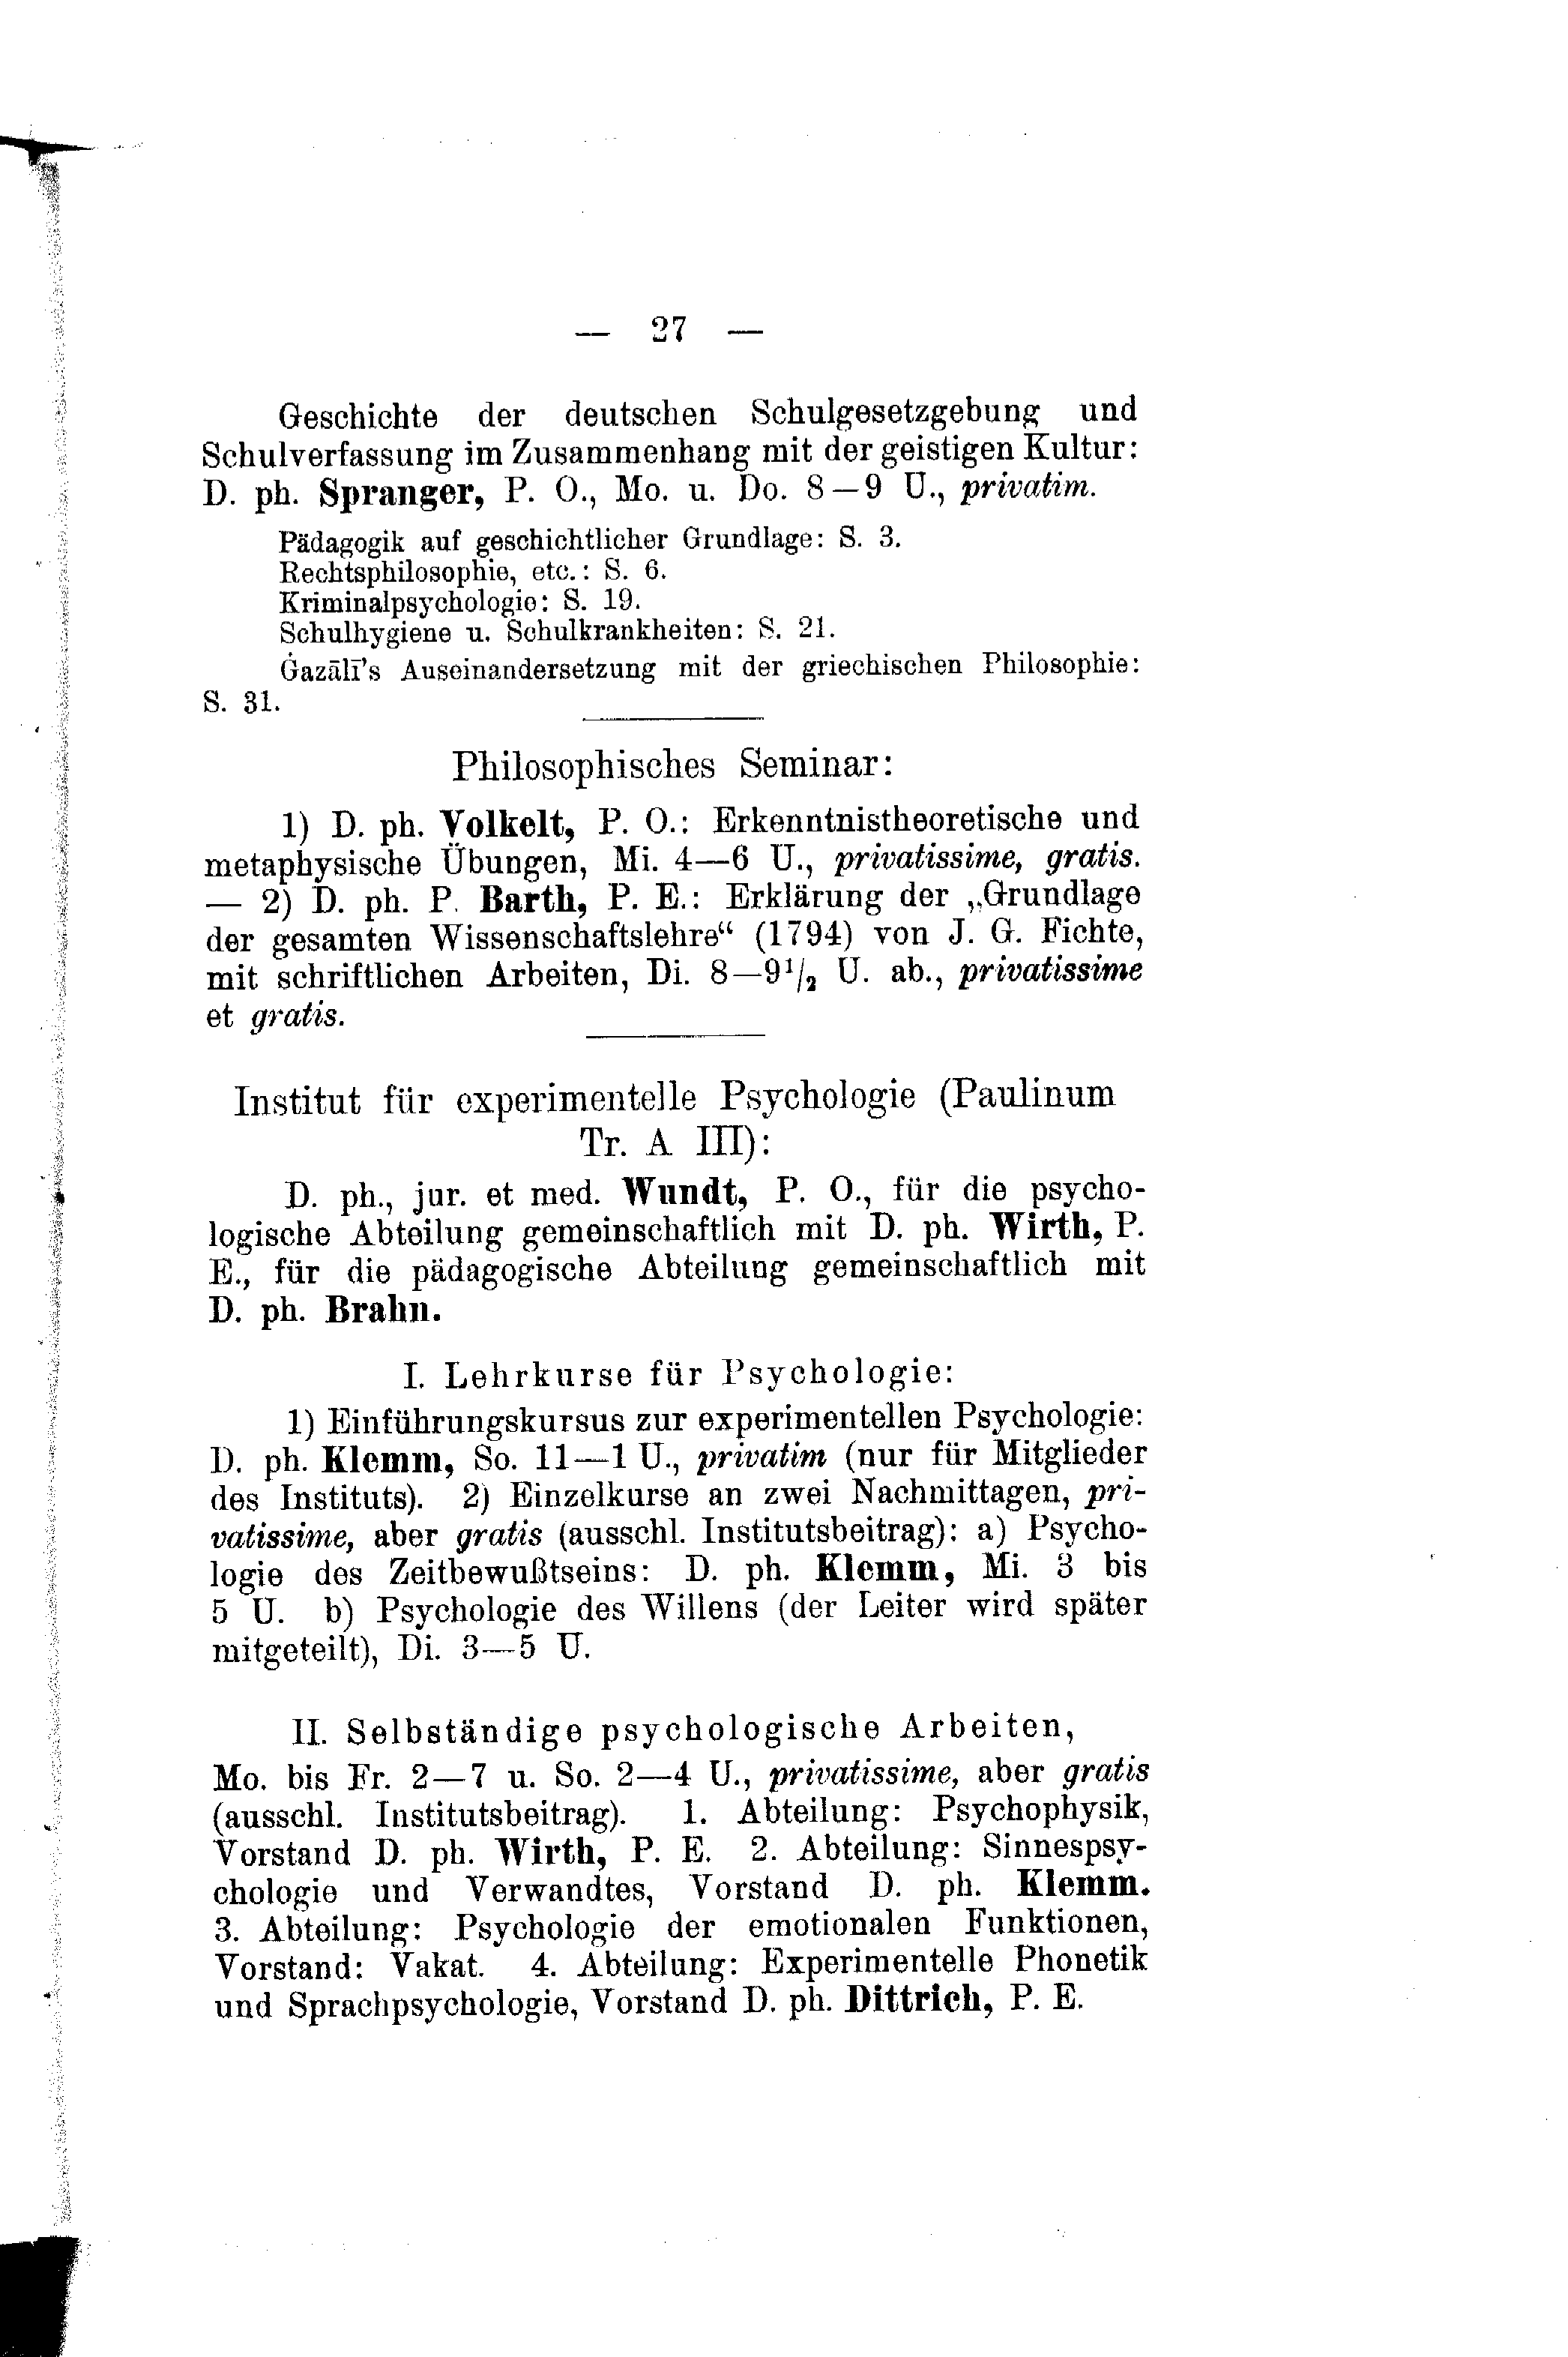 — 27 —
Geschichte der deutschen Schulgesetzgebung und
Schulverfassung im Zusammenhang mit der geistigen Kultur:
D. ph. Spranger, P. O., Mo. u. Do. 8—9 U., privatim.
Pädagogik auf geschichtlicher Grundlage: S. 3.
Rechtsphilosophie, etc.: S. 6.
Kriminalpsychologie: S. 19.
Schulhygiene u. Schulkrankheiten: S. 21.
Ġazālī's Auseinandersetzung mit der griechischen Philosophie:
S. 31.
Philosophisches Seminar:
1) D. ph. Volkelt, P. O.: Erkenntnistheoretische und
metaphysische Übungen, Mi. 4—6 U., privatissime, gratis.
— 2) D. ph. P. Barth, P. E.: Erklärung der „Grundlage
der gesamten Wissenschaftslehre“ (1794) von J. G. Fichte,
mit schriftlichen Arbeiten, Di. 8—9¹/₂ U. ab., privatissime
et gratis.
Institut für experimentelle Psychologie (Paulinum
Tr. A III):
D. ph., jur. et med. Wundt, P. O., für die psycho-
logische Abteilung gemeinschaftlich mit D. ph. Wirth, P.
E., für die pädagogische Abteilung gemeinschaftlich mit
D. ph. Brahn.
I. Lehrkurse für Psychologie:
1) Einführungskursus zur experimentellen Psychologie:
D. ph. Klemm, So. 11—1 U., privatim (nur für Mitglieder
des Instituts). 2) Einzelkurse an zwei Nachmittagen, pri-
vatissime, aber gratis (ausschl. Institutsbeitrag): a) Psycho-
logie des Zeitbewußtseins: D. ph. Klemm, Mi. 3 bis
5 U. b) Psychologie des Willens (der Leiter wird später
mitgeteilt), Di. 3—5 U.
II. Selbständige psychologische Arbeiten,
Mo. bis Fr. 2—7 u. So. 2—4 U., privatissime, aber gratis
(ausschl. Institutsbeitrag). 1. Abteilung: Psychophysik,
Vorstand D. ph. Wirth, P. E. 2. Abteilung: Sinnespsy-
chologie und Verwandtes, Vorstand D. ph. Klemm.
3. Abteilung: Psychologie der emotionalen Funktionen,
Vorstand: Vakat. 4. Abteilung: Experimentelle Phonetik
und Sprachpsychologie, Vorstand D. ph. Dittrich, P. E.